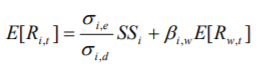 E[R_{i,t}] = \frac{\sigma_{i,e}}{\sigma_{i,d}} SS_i + \beta_{i,w} E[R_{w,t}]